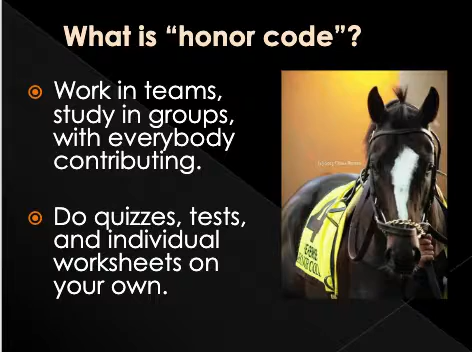 What is “honor code”?
Work in teams,
study in groups,
with everybody
contributing.
Do quizzes, tests,
and individual
worksheets on
your own.